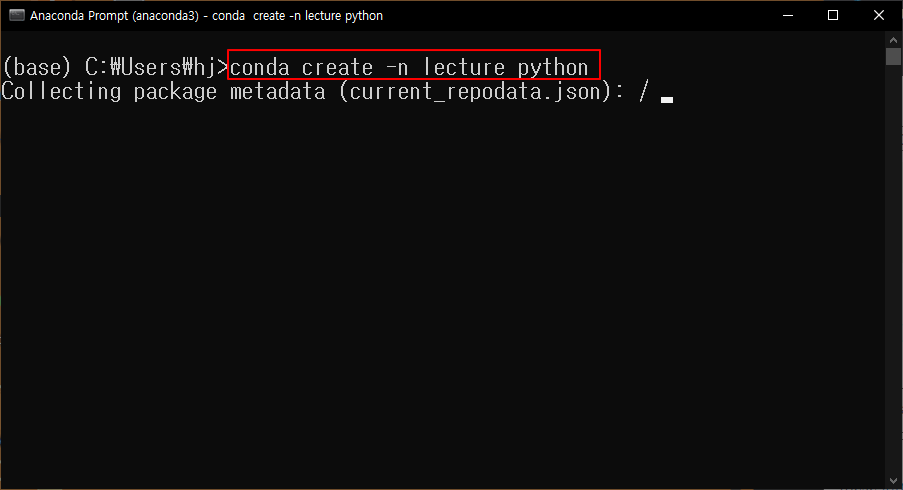 Anaconda Prompt (anaconda3) - conda  create -n lecture python
(base) C:₩Users₩hj>conda create -n lecture python
Collecting package metadata (current_repodata.json): /